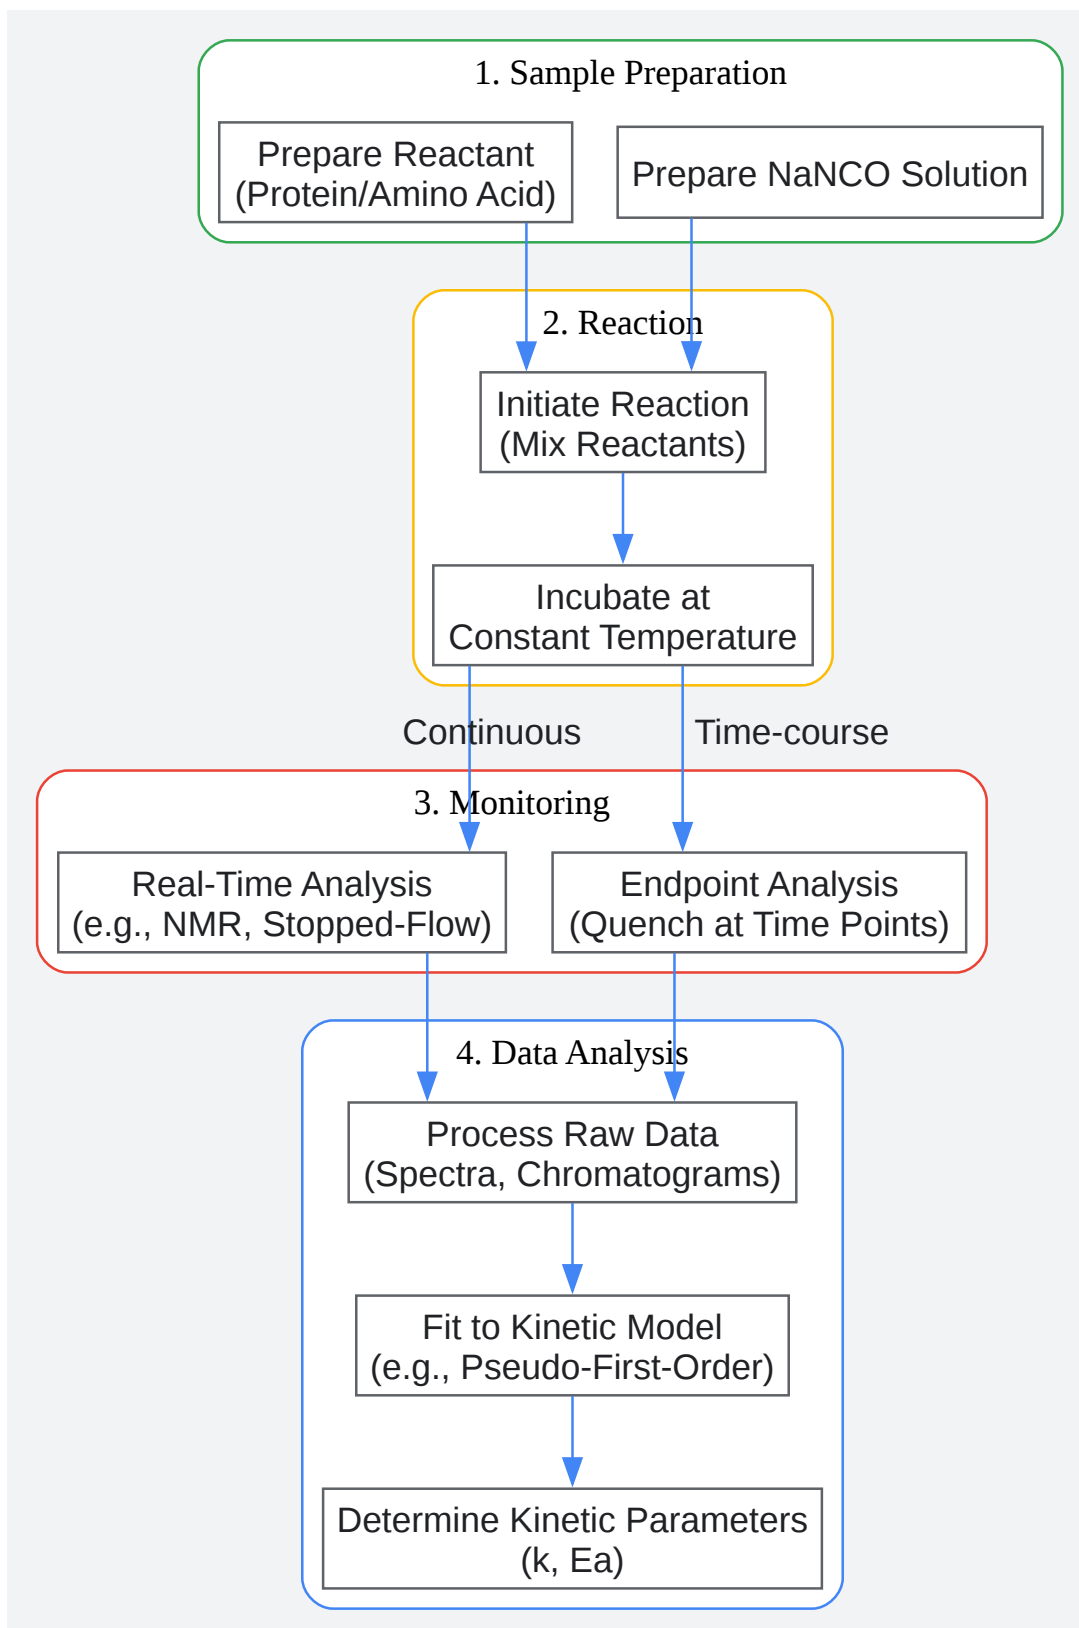 1. Sample Preparation
Prepare Reactant
(Protein/Amino Acid)
Prepare NaNCO Solution
2. Reaction
Initiate Reaction
(Mix Reactants)
Incubate at
Constant Temperature
Continuous
Time-course
3. Monitoring
Real-Time Analysis
(e.g., NMR, Stopped-Flow)
Endpoint Analysis
(Quench at Time Points)
4. Data Analysis
Process Raw Data
(Spectra, Chromatograms)
Fit to Kinetic Model
(e.g., Pseudo-First-Order)
Determine Kinetic Parameters
(k, Ea)